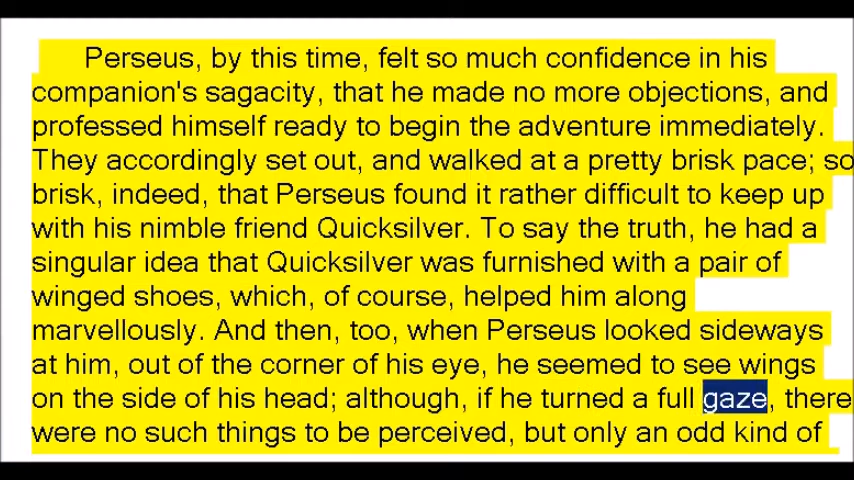 Perseus, by this time, felt so much confidence in his
companion's sagacity, that he made no more objections, and
professed himself ready to begin the adventure immediately.
They accordingly set out, and walked at a pretty brisk pace; so
brisk, indeed, that Perseus found it rather difficult to keep up
with his nimble friend Quicksilver. To say the truth, he had a
singular idea that Quicksilver was furnished with a pair of
winged shoes, which, of course, helped him along
marvellously. And then, too, when Perseus looked sideways
at him, out of the corner of his eye, he seemed to see wings
on the side of his head; although, if he turned a full gaze, there
were no such things to be perceived, but only an odd kind of